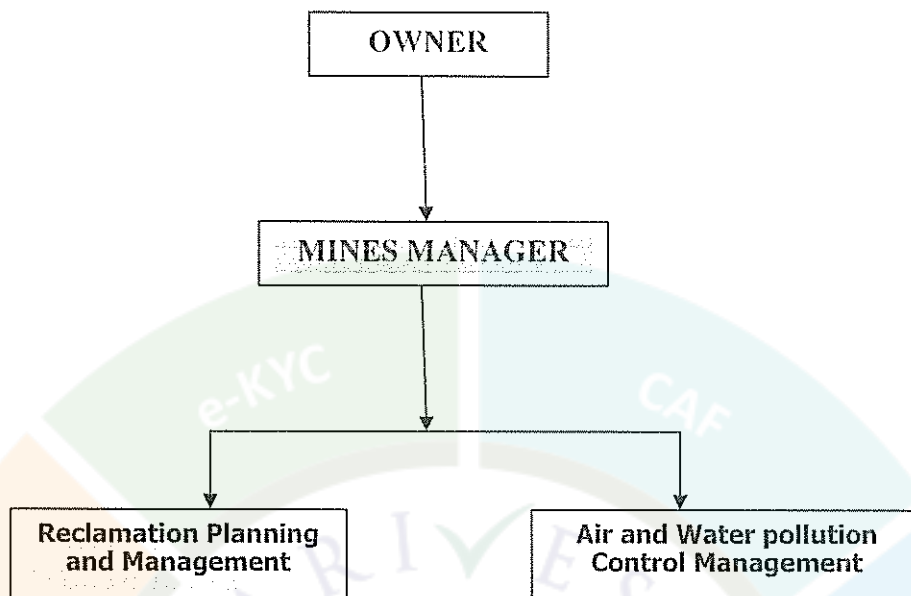 OWNER
MINES MANAGER
e-KYC
CAF
Reclamation Planning
and Management
Air and Water pollution
Control Management
R I V E S